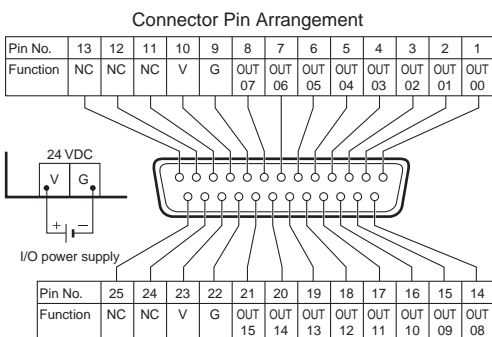 Connector Pin Arrangement
Pin No. 13 12 11 10 9 8 7 6 5 4 3 2 1
Function NC NC NC V G OUT OUT OUT OUT OUT OUT OUT OUT
07 06 05 04 03 02 01 00
24 VDC
V G
+ −
I/O power supply
Pin No. 25 24 23 22 21 20 19 18 17 16 15 14
Function NC NC V G OUT OUT OUT OUT OUT OUT OUT OUT
15 14 13 12 11 10 09 08